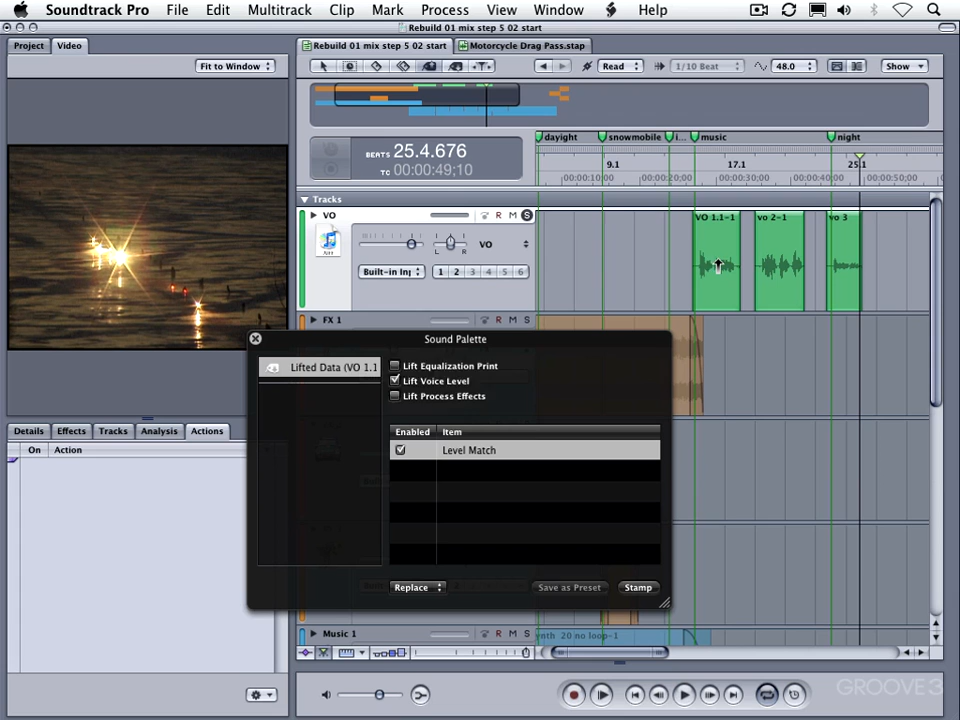 Soundtrack Pro File Edit Multitrack Clip Mark Process View Window Help
Rebuild 01 mix step 5 02 start
Project Video
Rebuild 01 mix step 5 02 start Motorcycle Drag Pass.stap
Fit to Window
Read 1/10 Beat 48.0 Show
BEATS 25.4.676
TC 00:00:49;10
dayight snowmobile i... music night
9.1 17.1 25.1
00:00:10;00 00:00:20;00 00:00:30;00 00:00:40;00 00:00:50;00
Tracks
VO R M S
VO 1.1-1 vo 2-1 vo 3
L R VO
Built-in Inp 1 2 3 4 5 6
FX 1 R M S
Sound Palette
Lifted Data (VO 1.1
Lift Equalization Print
Lift Voice Level
Lift Process Effects
Enabled Item
Level Match
Replace Save as Preset Stamp
Details Effects Tracks Analysis Actions
On Action
Music 1 R M S
ynth 20 no loop-1
GROOVE 3